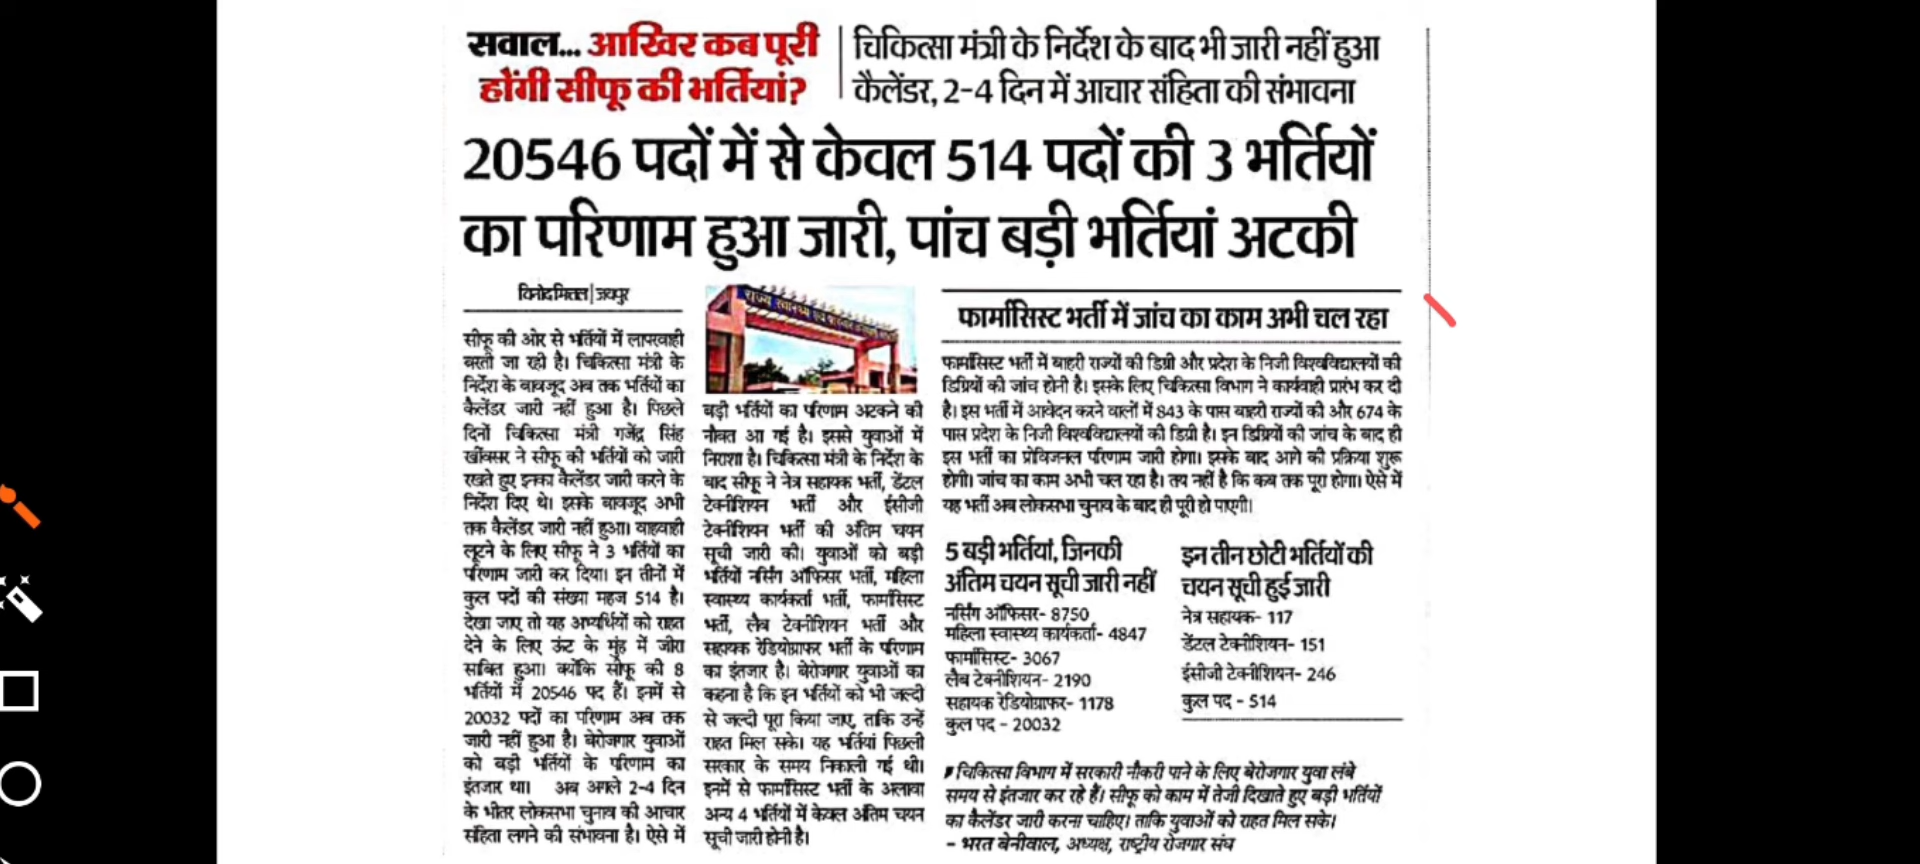 सवाल... आखिर कब पूरी
होंगी सीफू की भर्तियां?
चिकित्सा मंत्री के निर्देश के बाद भी जारी नहीं हुआ
कैलेंडर, 2-4 दिन में आचार संहिता की संभावना
20546 पदों में से केवल 514 पदों की 3 भर्तियों
का परिणाम हुआ जारी, पांच बड़ी भर्तियां अटकी
विनोद मित्तल | जयपुर
सीफू की ओर से भर्तियों में लापरवाही
बरती जा रही है। चिकित्सा मंत्री के
निर्देश के बावजूद अब तक भर्तियों का
कैलेंडर जारी नहीं हुआ है। पिछले
दिनों चिकित्सा मंत्री गजेंद्र सिंह
खींवसर ने सीफू की भर्तियों को जारी
रखते हुए इनका कैलेंडर जारी करने के
निर्देश दिए थे। इसके बावजूद अभी
तक कैलेंडर जारी नहीं हुआ। वाहवाही
लूटने के लिए सीफू ने 3 भर्तियों का
परिणाम जारी कर दिया। इन तीनों में
कुल पदों की संख्या महज 514 है।
देखा जाए तो यह अभ्यर्थियों को राहत
देने के लिए ऊंट के मुंह में जीरा
साबित हुआ। क्योंकि सीफू की 8
भर्तियों में 20546 पद हैं। इनमें से
20032 पदों का परिणाम अब तक
जारी नहीं हुआ है। बेरोजगार युवाओं
को बड़ी भर्तियों के परिणाम का
इंतजार था। अब अगले 2-4 दिन
के भीतर लोकसभा चुनाव की आचार
संहिता लगने की संभावना है। ऐसे में
राज्य स्वास्थ्य एवं परिवार कल्याण
बड़ी भर्तियों का परिणाम अटकने की
नौबत आ गई है। इससे युवाओं में
निराशा है। चिकित्सा मंत्री के निर्देश के
बाद सीफू ने नेत्र सहायक भर्ती, डेंटल
टेक्नीशियन भर्ती और ईसीजी
टेक्नीशियन भर्ती की अंतिम चयन
सूची जारी की। युवाओं को बड़ी
भर्तियों नर्सिंग ऑफिसर भर्ती, महिला
स्वास्थ्य कार्यकर्ता भर्ती, फार्मासिस्ट
भर्ती, लैब टेक्नीशियन भर्ती और
सहायक रेडियोग्राफर भर्ती के परिणाम
का इंतजार है। बेरोजगार युवाओं का
कहना है कि इन भर्तियों को भी जल्दी
से जल्दी पूरा किया जाए, ताकि उन्हें
राहत मिल सके। यह भर्तियां पिछली
सरकार के समय निकाली गई थी।
इनमें से फार्मासिस्ट भर्ती के अलावा
अन्य 4 भर्तियों में केवल अंतिम चयन
सूची जारी होनी है।
फार्मासिस्ट भर्ती में जांच का काम अभी चल रहा
फार्मासिस्ट भर्ती में बाहरी राज्यों की डिग्री और प्रदेश के निजी विश्वविद्यालयों की
डिग्रियों की जांच होनी है। इसके लिए चिकित्सा विभाग ने कार्यवाही प्रारंभ कर दी
है। इस भर्ती में आवेदन करने वालों में 843 के पास बाहरी राज्यों की और 674 के
पास प्रदेश के निजी विश्वविद्यालयों की डिग्री है। इन डिग्रियों की जांच के बाद ही
इस भर्ती का प्रोविजनल परिणाम जारी होगा। इसके बाद आगे की प्रक्रिया शुरू
होगी। जांच का काम अभी चल रहा है। तय नहीं है कि कब तक पूरा होगा। ऐसे में
यह भर्ती अब लोकसभा चुनाव के बाद ही पूरी हो पाएगी।
5 बड़ी भर्तियां, जिनकी
अंतिम चयन सूची जारी नहीं
नर्सिंग ऑफिसर- 8750
महिला स्वास्थ्य कार्यकर्ता- 4847
फार्मासिस्ट- 3067
लैब टेक्नीशियन- 2190
सहायक रेडियोग्राफर- 1178
कुल पद - 20032
इन तीन छोटी भर्तियों की
चयन सूची हुई जारी
नेत्र सहायक- 117
डेंटल टेक्नीशियन- 151
ईसीजी टेक्नीशियन- 246
कुल पद - 514
चिकित्सा विभाग में सरकारी नौकरी पाने के लिए बेरोजगार युवा लंबे
समय से इंतजार कर रहे हैं। सीफू को काम में तेजी दिखाते हुए बड़ी भर्तियों
का कैलेंडर जारी करना चाहिए। ताकि युवाओं को राहत मिल सके।
- भरत बेनीवाल, अध्यक्ष, राष्ट्रीय रोजगार संघ